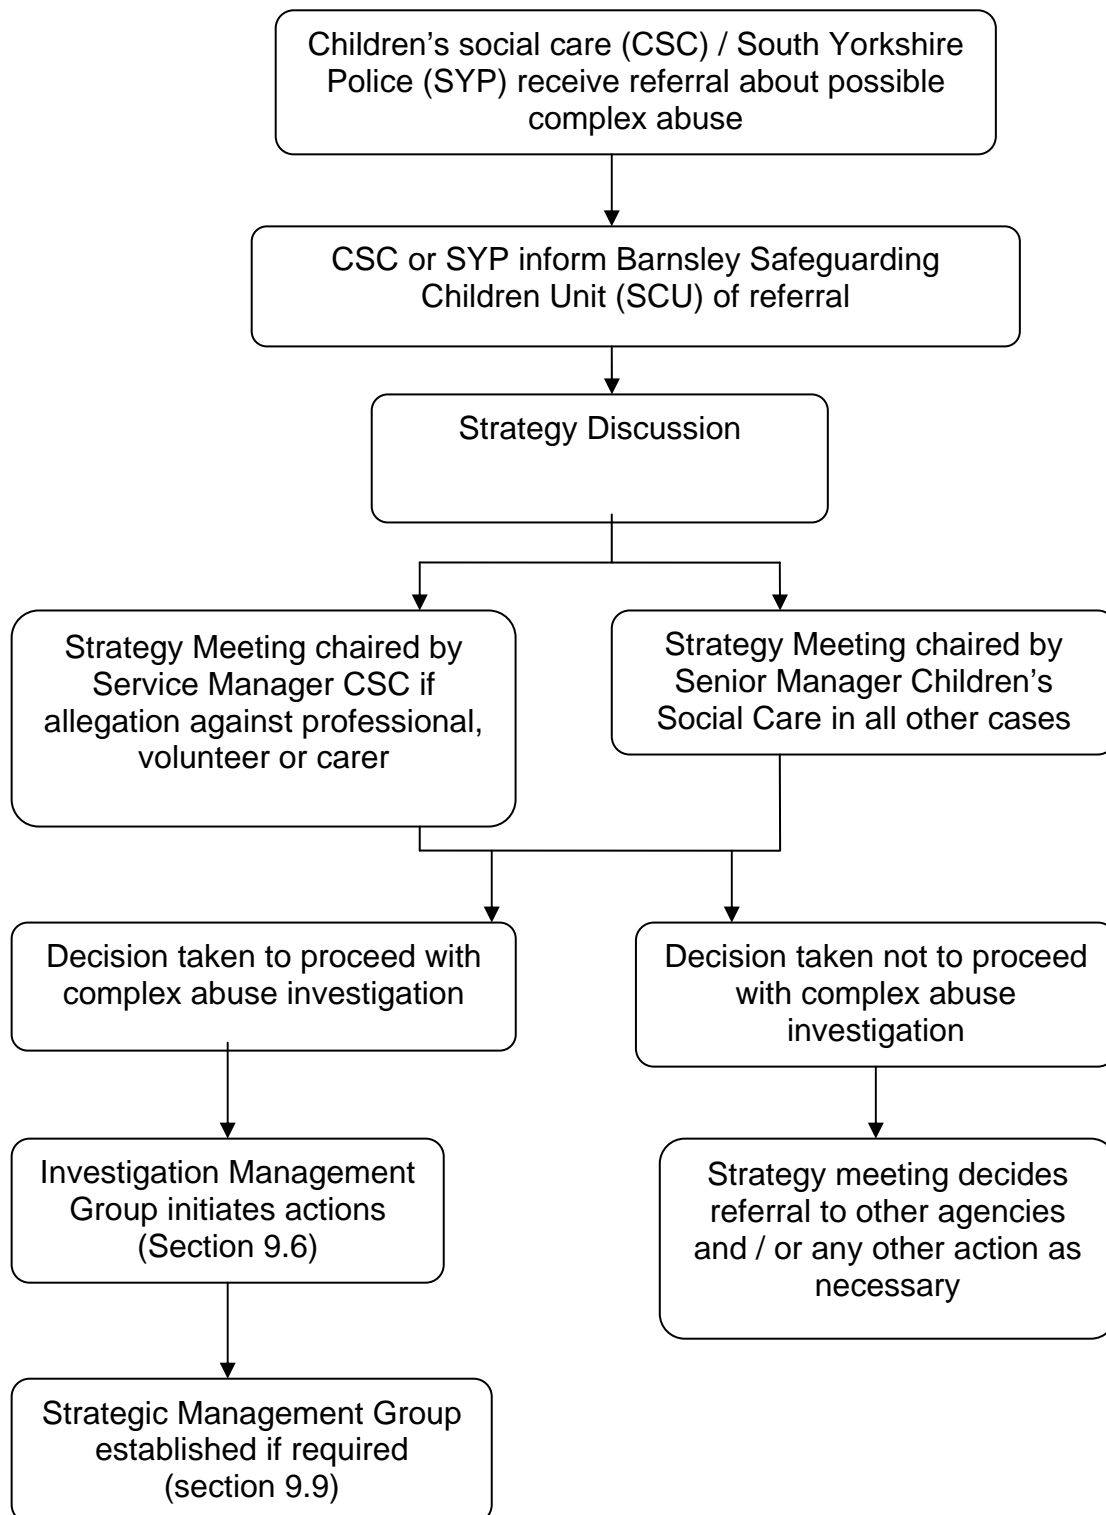 Children’s social care (CSC) / South Yorkshire
Police (SYP) receive referral about possible
complex abuse
CSC or SYP inform Barnsley Safeguarding
Children Unit (SCU) of referral
Strategy Discussion
Strategy Meeting chaired by
Service Manager CSC if
allegation against professional,
volunteer or carer
Strategy Meeting chaired by
Senior Manager Children’s
Social Care in all other cases
Decision taken to proceed with
complex abuse investigation
Decision taken not to proceed
with complex abuse
investigation
Investigation Management
Group initiates actions
(Section 9.6)
Strategy meeting decides
referral to other agencies
and / or any other action as
necessary
Strategic Management Group
established if required
(section 9.9)